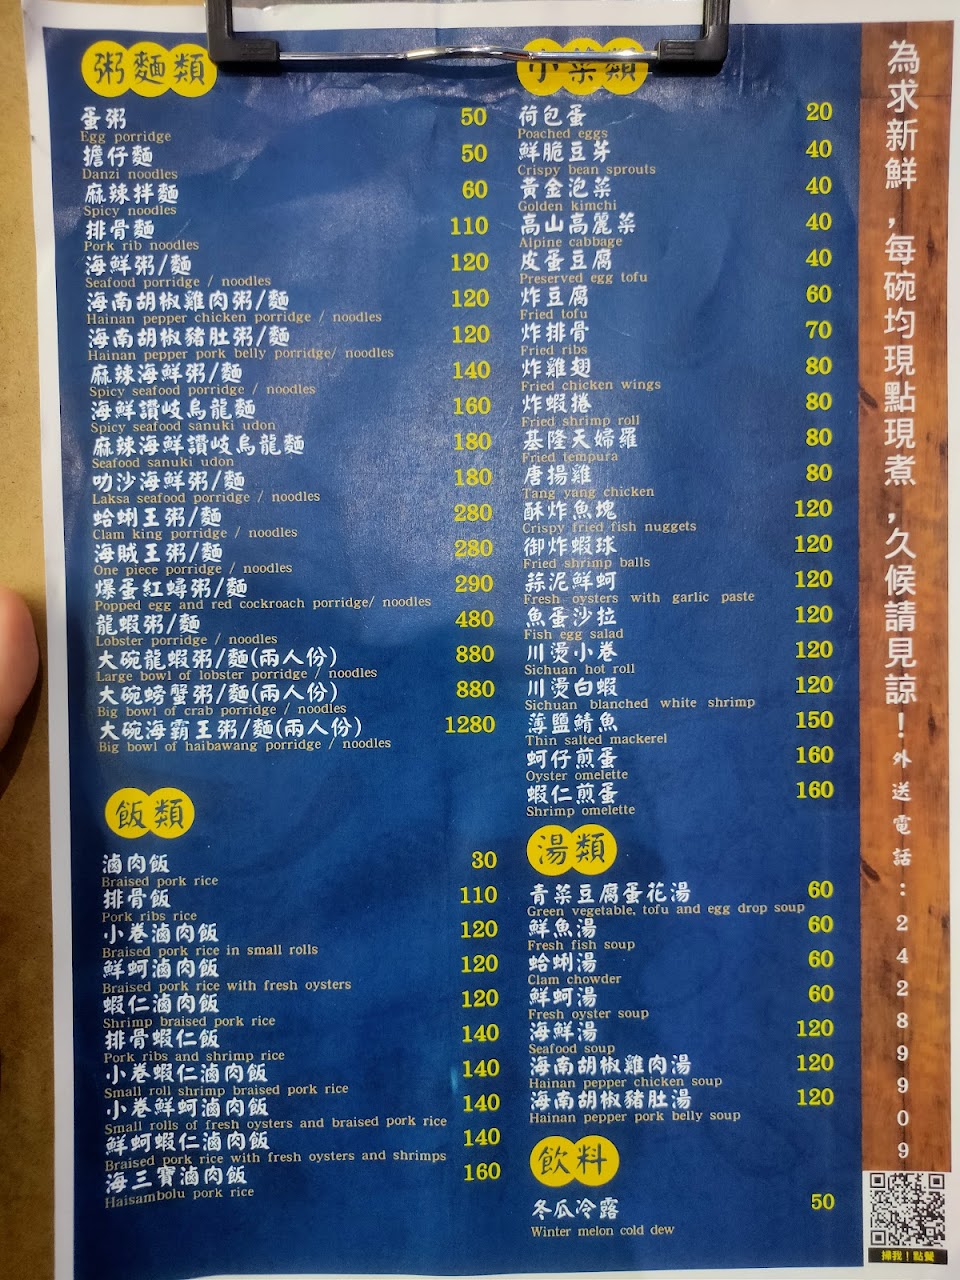 粥麵類
蛋粥 50
Egg porridge
擔仔麵 50
Danzi noodles
麻辣拌麵 60
Spicy noodles
排骨麵 110
Pork rib noodles
海鮮粥/麵 120
Seafood porridge / noodles
海南胡椒雞肉粥/麵 120
Hainan pepper chicken porridge / noodles
海南胡椒豬肚粥/麵 120
Hainan pepper pork belly porridge/ noodles
麻辣海鮮粥/麵 140
Spicy seafood porridge / noodles
海鮮讚岐烏龍麵 160
Spicy seafood sanuki udon
麻辣海鮮讚岐烏龍麵 180
Seafood sanuki udon
叻沙海鮮粥/麵 180
Laksa seafood porridge / noodles
蛤蜊王粥/麵 280
Clam king porridge / noodles
海賊王粥/麵 280
One piece porridge / noodles
爆蛋紅蟳粥/麵 290
Popped egg and red cockroach porridge/ noodles
龍蝦粥/麵 480
Lobster porridge / noodles
大碗龍蝦粥/麵(兩人份) 880
Large bowl of lobster porridge / noodles
大碗螃蟹粥/麵(兩人份) 880
Big bowl of crab porridge / noodles
大碗海霸王粥/麵(兩人份) 1280
Big bowl of haibawang porridge / noodles
飯類
滷肉飯 30
Braised pork rice
排骨飯 110
Pork ribs rice
小卷滷肉飯 120
Braised pork rice in small rolls
鮮蚵滷肉飯 120
Braised pork rice with fresh oysters
蝦仁滷肉飯 120
Shrimp braised pork rice
排骨蝦仁飯 140
Pork ribs and shrimp rice
小卷蝦仁滷肉飯 140
Small roll shrimp braised pork rice
小卷鮮蚵滷肉飯 140
Small rolls of fresh oysters and braised pork rice
鮮蚵蝦仁滷肉飯 140
Braised pork rice with fresh oysters and shrimps
海三寶滷肉飯 160
Haisambolu pork rice
小菜類
荷包蛋 20
Poached eggs
鮮脆豆芽 40
Crispy bean sprouts
黃金泡菜 40
Golden kimchi
高山高麗菜 40
Alpine cabbage
皮蛋豆腐 40
Preserved egg tofu
炸豆腐 60
Fried tofu
炸排骨 70
Fried ribs
炸雞翅 80
Fried chicken wings
炸蝦捲 80
Fried shrimp roll
基隆天婦羅 80
Fried tempura
唐揚雞 80
Tang yang chicken
酥炸魚塊 120
Crispy fried fish nuggets
御炸蝦球 120
Fried shrimp balls
蒜泥鮮蚵 120
Fresh oysters with garlic paste
魚蛋沙拉 120
Fish egg salad
川燙小卷 120
Sichuan hot roll
川燙白蝦 120
Sichuan blanched white shrimp
薄鹽鯖魚 150
Thin salted mackerel
蚵仔煎蛋 160
Oyster omelette
蝦仁煎蛋 160
Shrimp omelette
湯類
青菜豆腐蛋花湯 60
Green vegetable, tofu and egg drop soup
鮮魚湯 60
Fresh fish soup
蛤蜊湯 60
Clam chowder
鮮蚵湯 60
Fresh oyster soup
海鮮湯 120
Seafood soup
海南胡椒雞肉湯 120
Hainan pepper chicken soup
海南胡椒豬肚湯 120
Hainan pepper pork belly soup
飲料
冬瓜冷露 50
Winter melon cold dew
為求新鮮,每碗均現點現煮,久候請見諒!外送電話:24289909
掃我!點餐